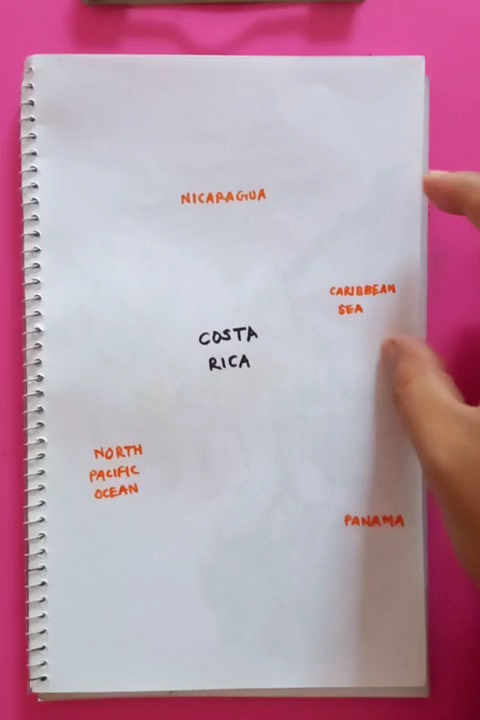 NICARAGUA
CARIBBEAN
SEA
COSTA
RICA
NORTH
PACIFIC
OCEAN
PANAMA